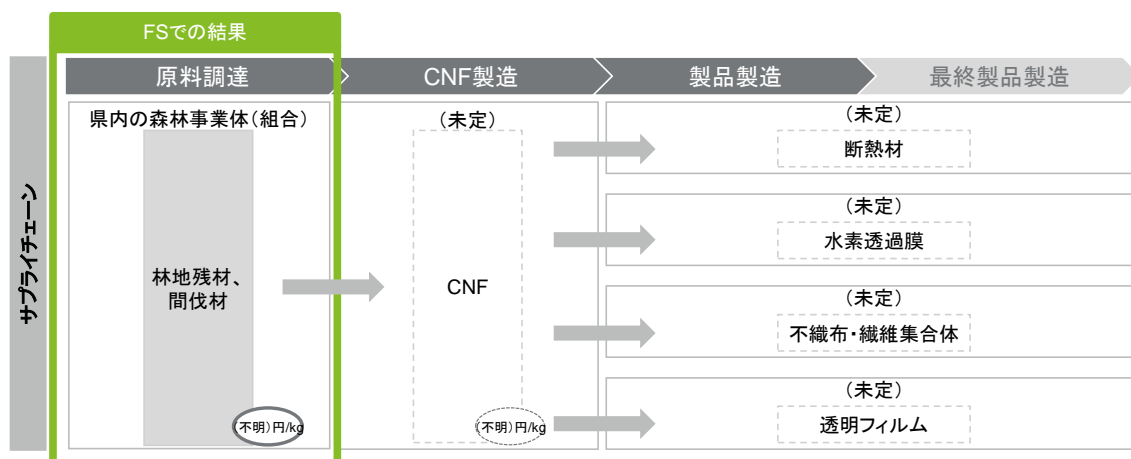 FSでの結果
原料調達
CNF製造
製品製造
最終製品製造
サプライチェーン
県内の森林事業体(組合)
林地残材、
間伐材
(不明)円/kg
(未定)
CNF
(不明)円/kg
(未定)
断熱材
(未定)
水素透過膜
(未定)
不織布・繊維集合体
(未定)
透明フィルム